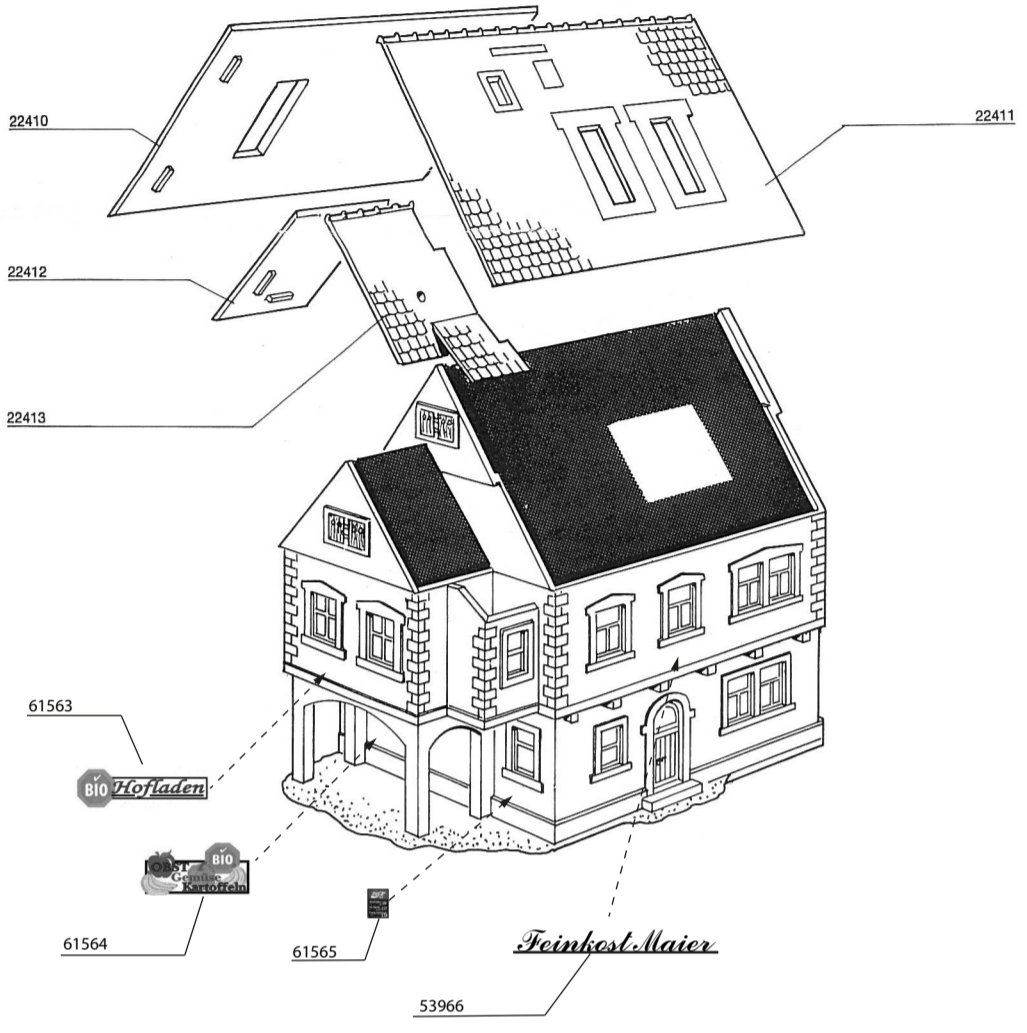 22410
22411
22412
22413
61563
BIO Hofladen
BIO
OBST
Gemüse
Kartoffeln
61564
61565
Feinkost Maier
53966